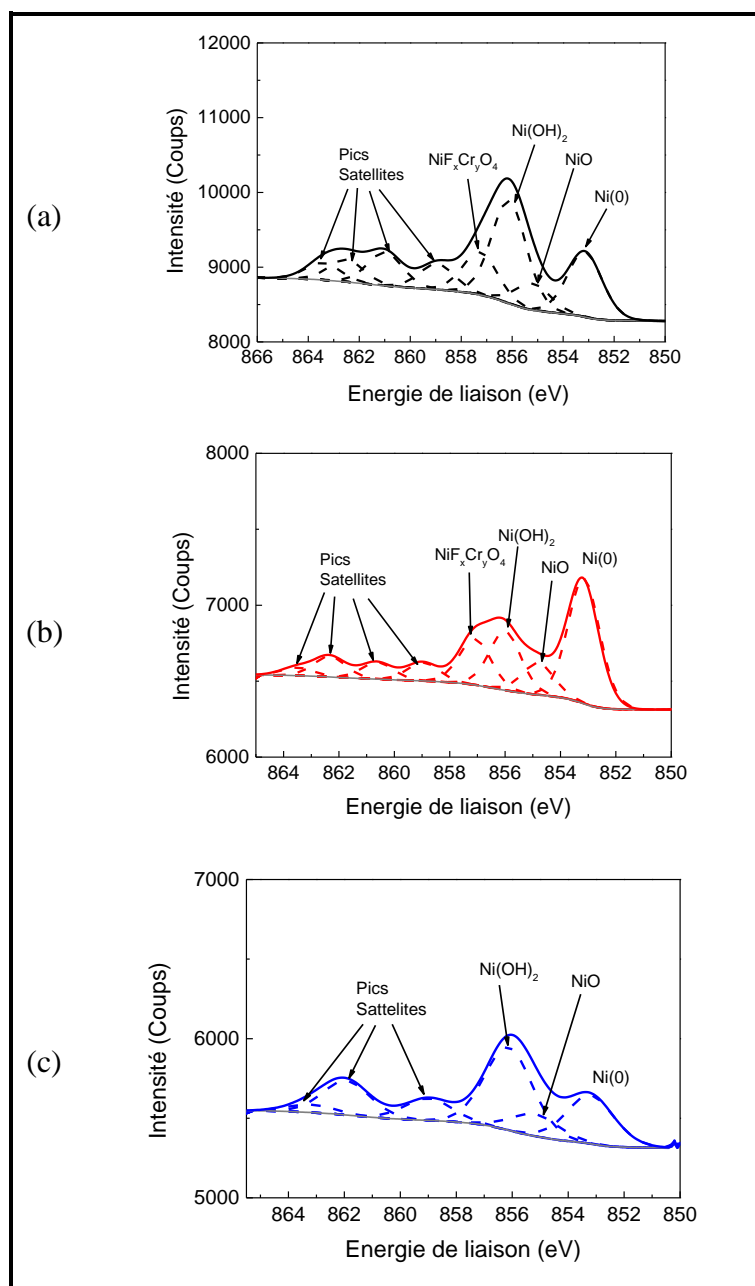 (a)
12000
11000
10000
9000
8000
Intensité (Coups)
Pics
Satellites
NiFₓCrᵧO₄
Ni(OH)₂
NiO
Ni(0)
866 864 862 860 858 856 854 852 850
Energie de liaison (eV)
(b)
8000
7000
6000
Intensité (Coups)
Pics
Satellites
NiFₓCrᵧO₄
Ni(OH)₂
NiO
Ni(0)
864 862 860 858 856 854 852 850
Energie de liaison (eV)
(c)
7000
6000
5000
Intensité (Coups)
Pics
Sattelites
Ni(OH)₂
NiO
Ni(0)
864 862 860 858 856 854 852 850
Energie de liaison (eV)